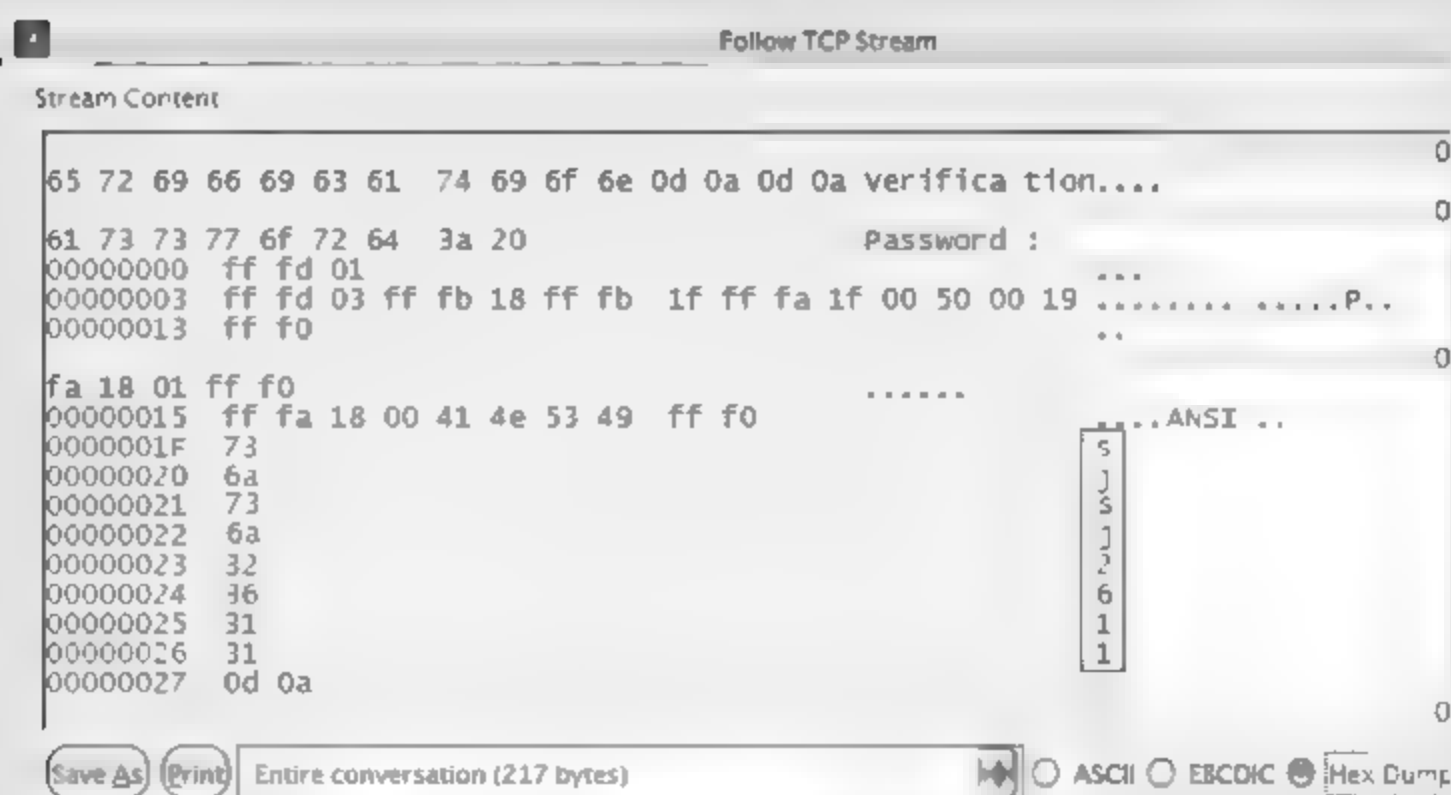 Follow TCP Stream
Stream Content
0
65 72 69 66 69 63 61  74 69 6f 6e 0d 0a 0d 0a verifica tion....
0
61 73 73 77 6f 72 64  3a 20 Password :
00000000  ff fd 01 ...
00000003  ff fd 03 ff fb 18 ff fb  1f ff fa 1f 00 50 00 19 ........ .....P..
00000013  ff f0 ..
0
fa 18 01 ff f0 ......
00000015  ff fa 18 00 41 4e 53 49  ff f0 ....ANSI ..
0000001F  73 s
00000020  6a j
00000021  73 s
00000022  6a j
00000023  32 2
00000024  36 6
00000025  31 1
00000026  31 1
00000027  0d 0a
0
Save As Print Entire conversation (217 bytes) ASCII EBCDIC Hex Dump